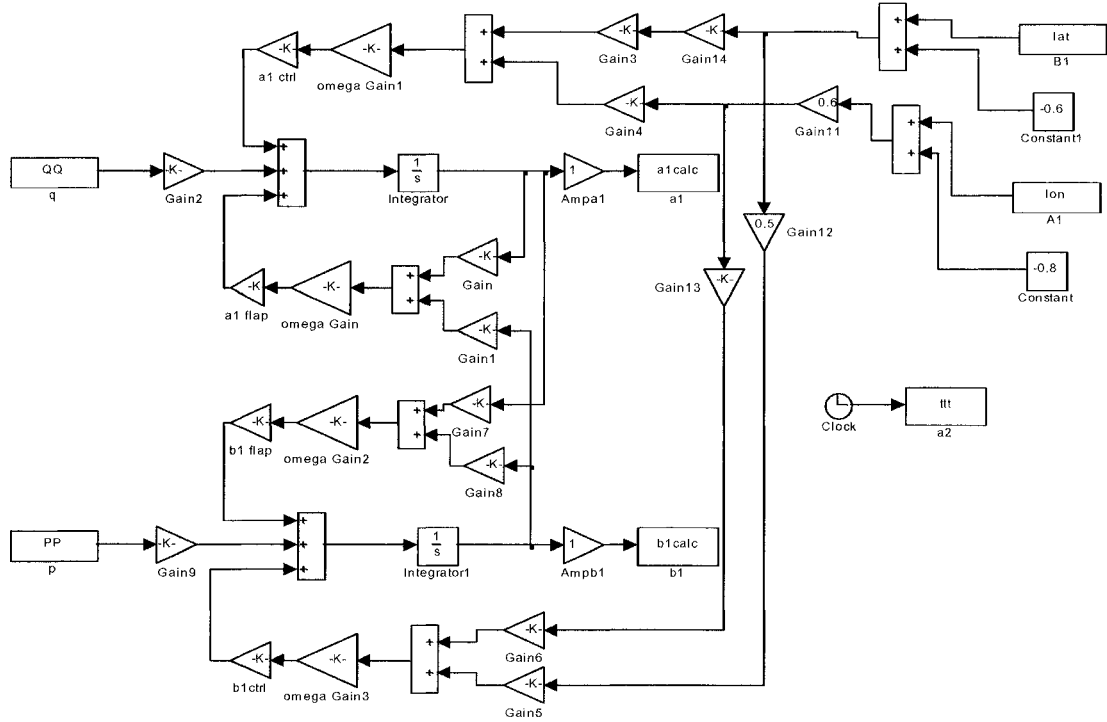 -K-
a1 ctrl
-K-
omega Gain1
+
+
-K-
Gain3
-K-
Gain14
+
+
lat
B1
-K-
Gain4
0.6
Gain11
-0.6
Constant1
+
+
lon
A1
QQ
q
-K-
Gain2
+
+
+
1
s
Integrator
1
Ampa1
a1calc
a1
0.5
Gain12
-K-
Gain13
-0.8
Constant
-K-
a1 flap
-K-
omega Gain
+
+
-K-
Gain
-K-
Gain1
-K-
b1 flap
-K-
omega Gain2
+
+
-K-
Gain7
-K-
Gain8
Clock
ttt
a2
PP
p
-K-
Gain9
+
+
+
1
s
Integrator1
1
Ampb1
b1calc
b1
-K-
b1ctrl
-K-
omega Gain3
+
+
-K-
Gain6
-K-
Gain5